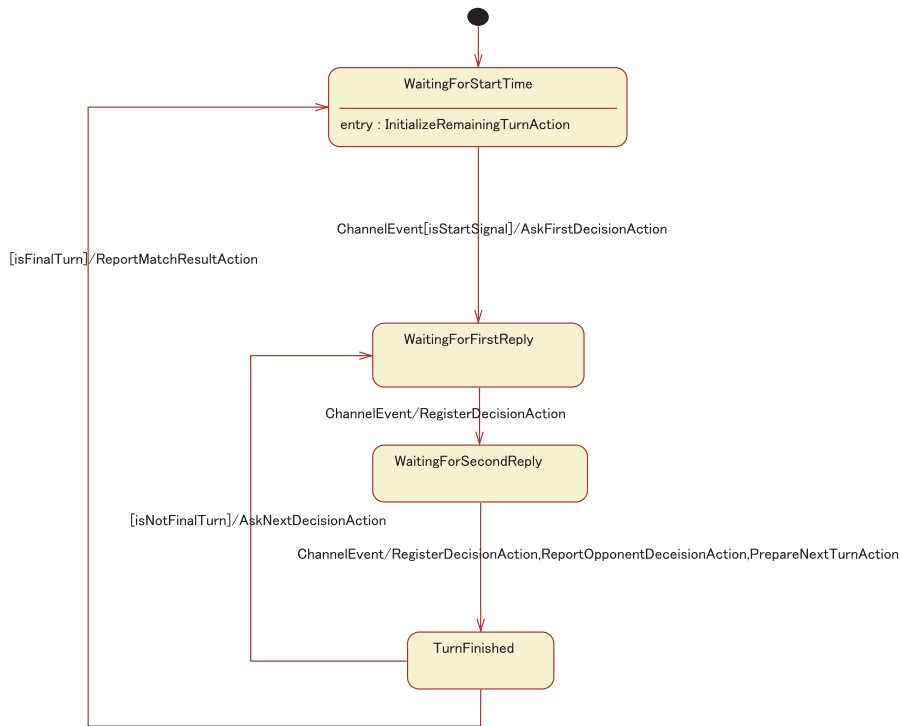 WaitingForStartTime
entry : InitializeRemainingTurnAction
ChannelEvent[isStartSignal]/AskFirstDecisionAction
[isFinalTurn]/ReportMatchResultAction
WaitingForFirstReply
ChannelEvent/RegisterDecisionAction
WaitingForSecondReply
[isNotFinalTurn]/AskNextDecisionAction
ChannelEvent/RegisterDecisionAction,ReportOpponentDeceisionAction,PrepareNextTurnAction
TurnFinished